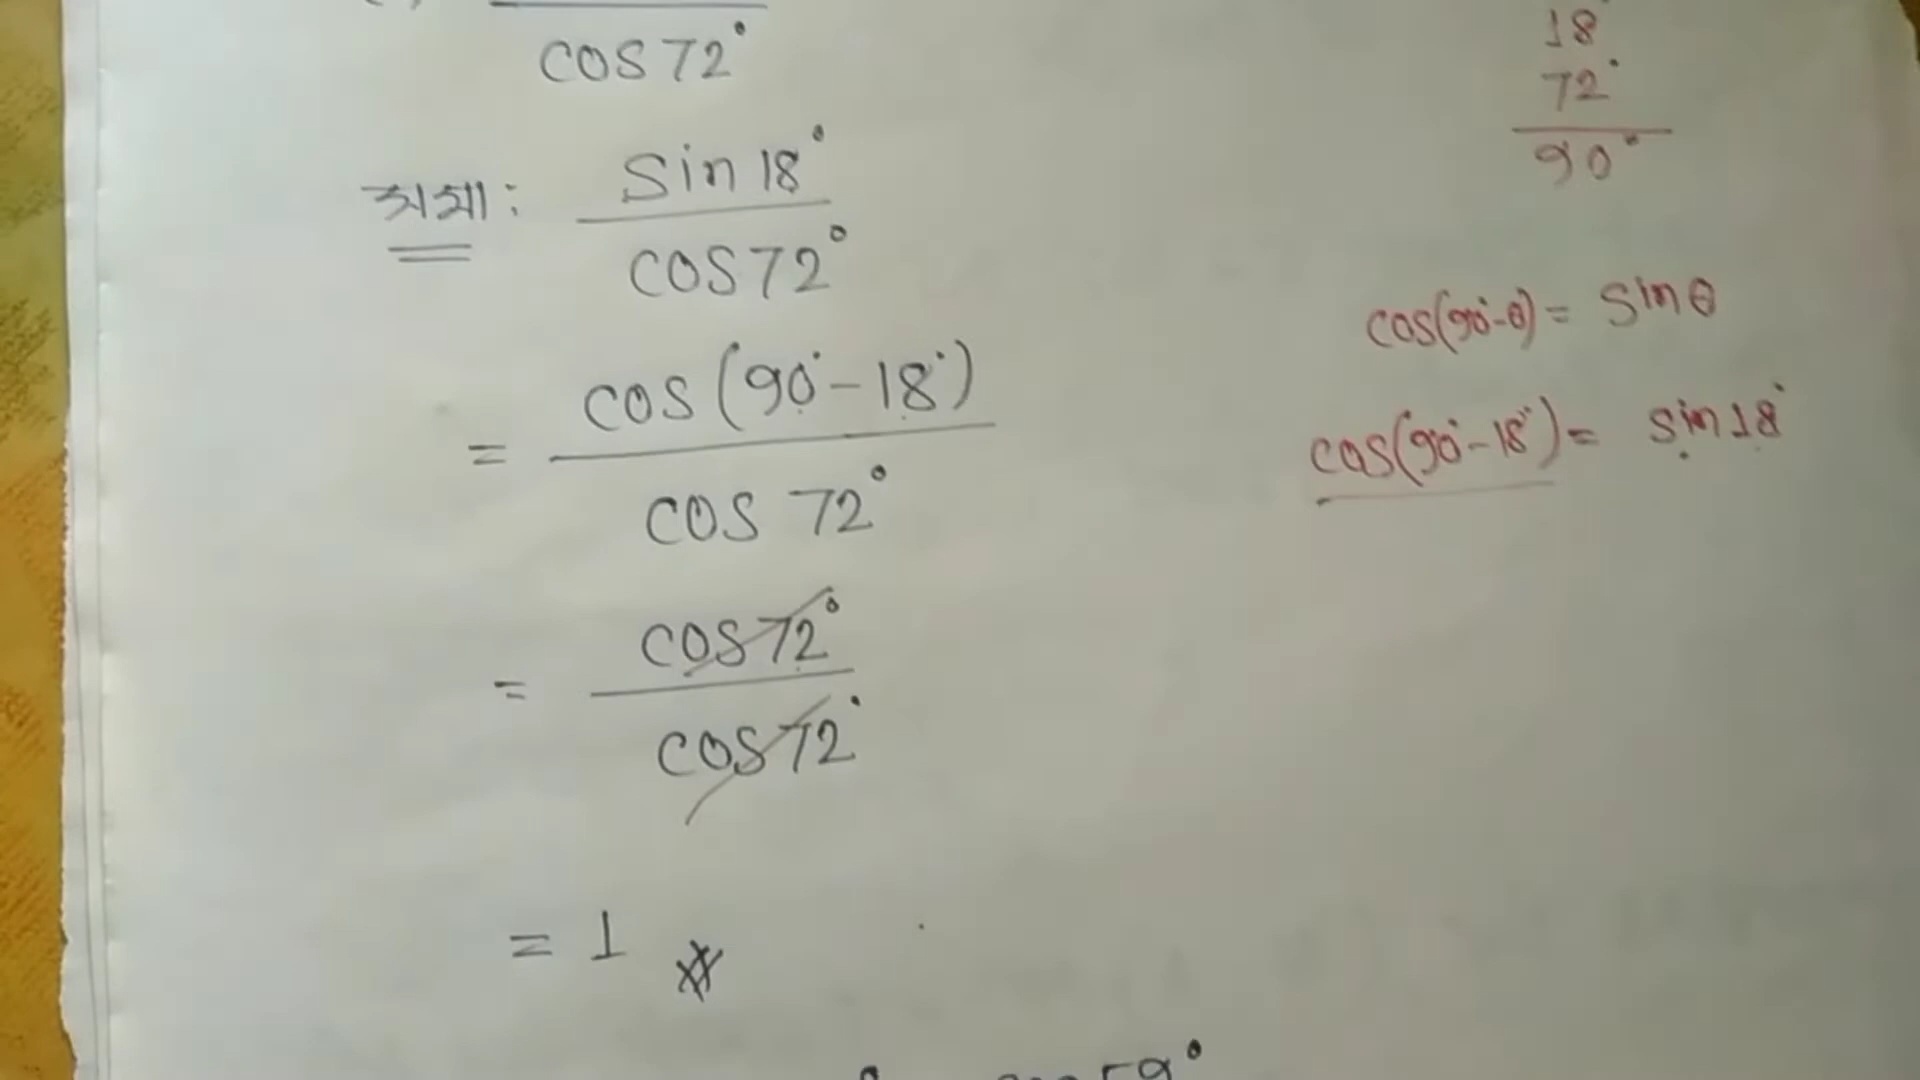 cos 72°
সমা: sin 18°
cos 72°
= cos (90° - 18°)
cos 72°
= cos 72°
cos 72°
= 1 #
18
72°
90°
cos(90° - θ) = sin θ
cos(90° - 18°) = sin 18°